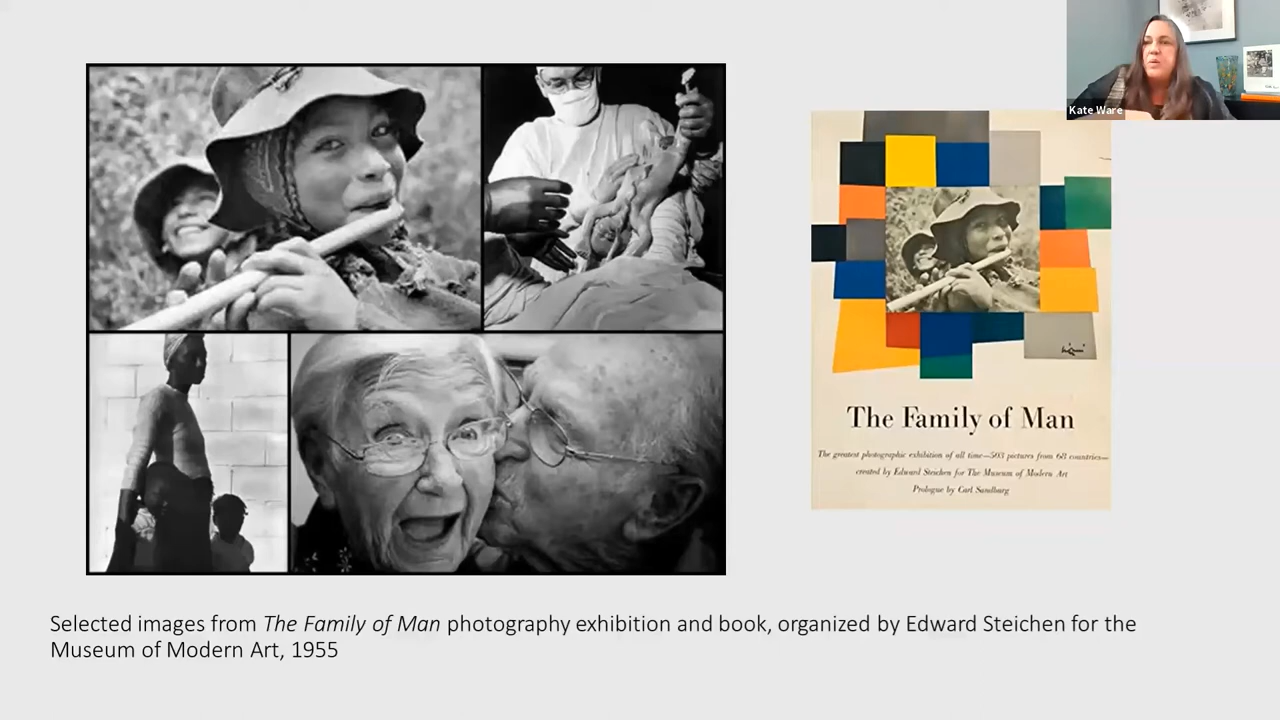 Kate Ware
The Family of Man
The greatest photographic exhibition of all time—503 pictures from 68 countries—
created by Edward Steichen for The Museum of Modern Art
Prologue by Carl Sandburg
Selected images from The Family of Man photography exhibition and book, organized by Edward Steichen for the
Museum of Modern Art, 1955